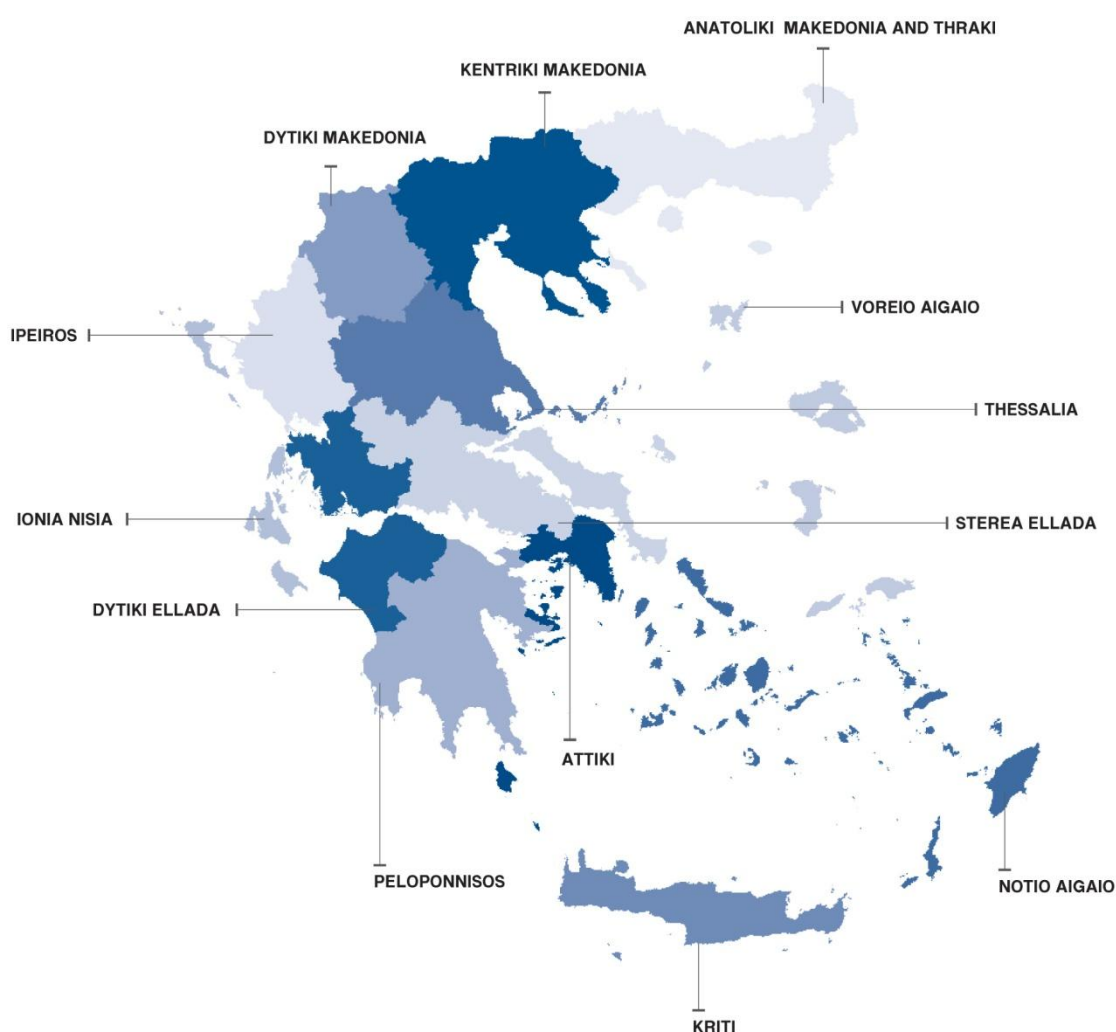 ANATOLIKI MAKEDONIA AND THRAKI
KENTRIKI MAKEDONIA
DYTIKI MAKEDONIA
VOREIO AIGAIO
IPEIROS
THESSALIA
IONIA NISIA
STEREA ELLADA
DYTIKI ELLADA
ATTIKI
PELOPONNISOS
NOTIO AIGAIO
KRITI